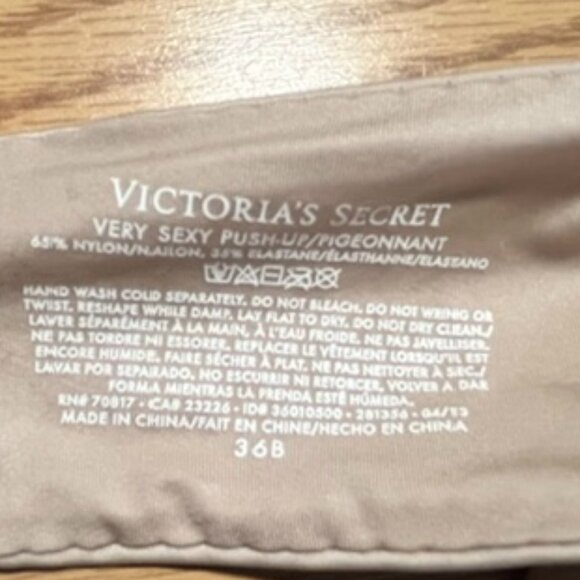 VICTORIA'S SECRET
VERY SEXY PUSH-UP/PIGEONNANT
65% NYLON/NAILON, 35% ELASTANE/ÉLASTHANNE/ELASTANO
HAND WASH COLD SEPARATELY. DO NOT BLEACH. DO NOT WRING OR
TWIST. RESHAPE WHILE DAMP. LAY FLAT TO DRY. DO NOT DRY CLEAN./
LAVER SÉPARÉMENT À LA MAIN, À L'EAU FROIDE. NE PAS JAVELLISER.
NE PAS TORDRE NI ESSORER. REPLACER LE VÊTEMENT LORSQU'IL EST
ENCORE HUMIDE. FAIRE SÉCHER À PLAT. NE PAS NETTOYER À SEC./
LAVAR POR SEPARADO. NO ESCURRIR NI RETORCER. VOLVER A DAR
FORMA MIENTRAS LA PRENDA ESTÉ HÚMEDA.
RN# 70817 • CA# 23226 • ID# 36010500 • 281356 • 04/13
MADE IN CHINA/FAIT EN CHINE/HECHO EN CHINA
36B